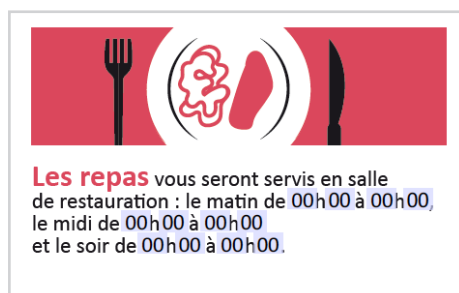 Les repas vous seront servis en salle
de restauration : le matin de 00h00 à 00h00,
le midi de 00h00 à 00h00
et le soir de 00h00 à 00h00.